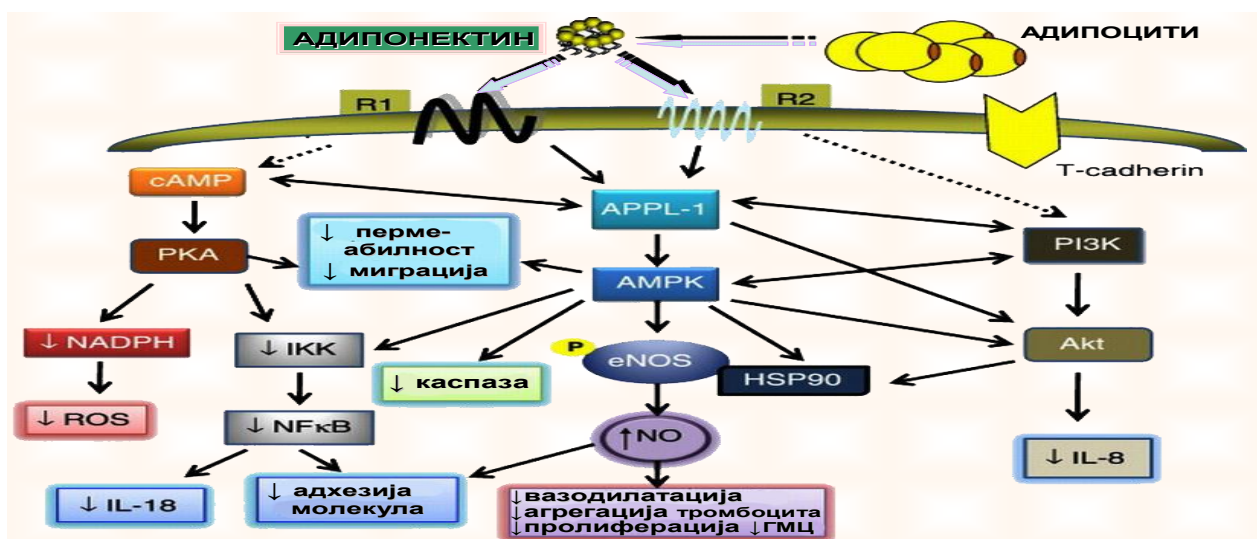 АДИПОНЕКТИН
АДИПОЦИТИ
R1
R2
T-cadherin
cAMP
APPL-1
PI3K
↓ перме-
абилност
↓ миграција
PKA
AMPK
↓ NADPH
↓ IKK
P
eNOS
HSP90
Akt
↓ каспаза
↓ ROS
↓ NFκB
↑NO
↓ IL-8
↓ IL-18
↓ адхезија
молекула
↓вазодилатација
↓агрегација тромбоцита
↓пролиферација ↓ГМЦ